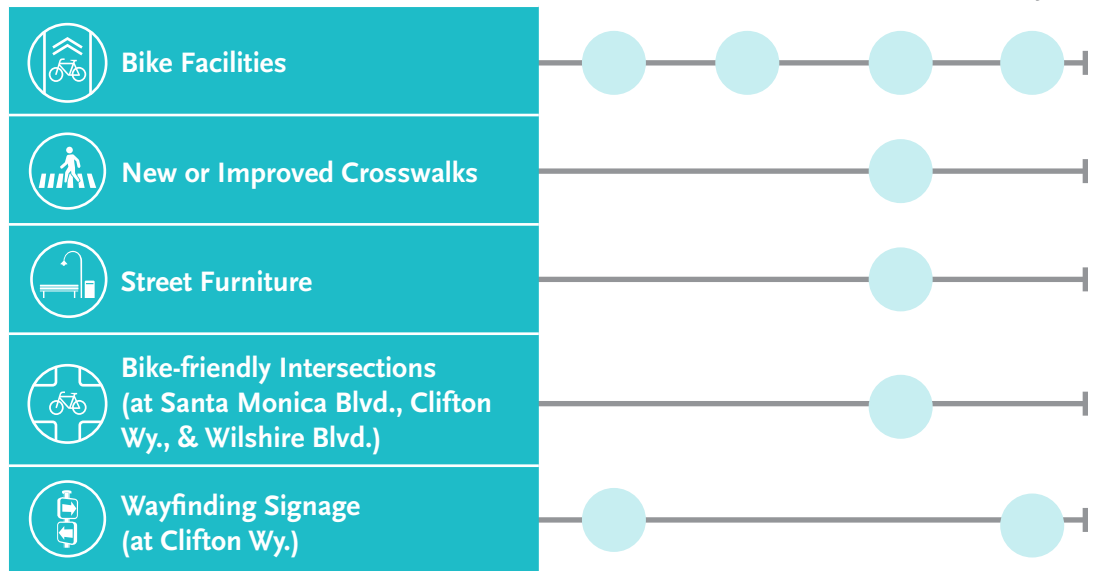 Bike Facilities
New or Improved Crosswalks
Street Furniture
Bike-friendly Intersections
(at Santa Monica Blvd., Clifton
Wy., & Wilshire Blvd.)
Wayfinding Signage
(at Clifton Wy.)